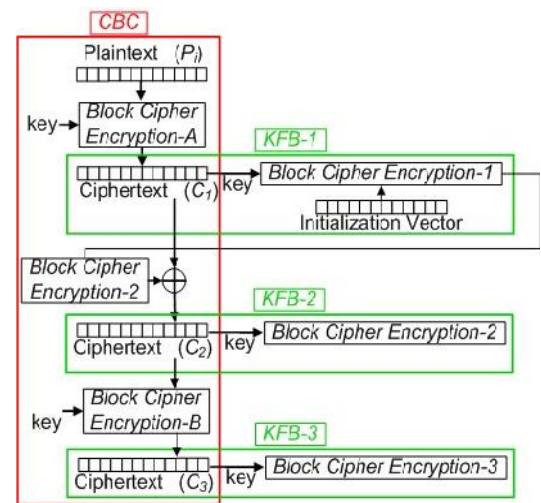 CBC
Plaintext (Pi)
key
Block Cipher
Encryption-A
KFB-1
Ciphertext (C1)
key
Block Cipher Encryption-1
Initialization Vector
Block Cipher
Encryption-2
KFB-2
Ciphertext (C2)
key
Block Cipher Encryption-2
key
Block Cipher
Encryption-B
KFB-3
Ciphertext (C3)
key
Block Cipher Encryption-3